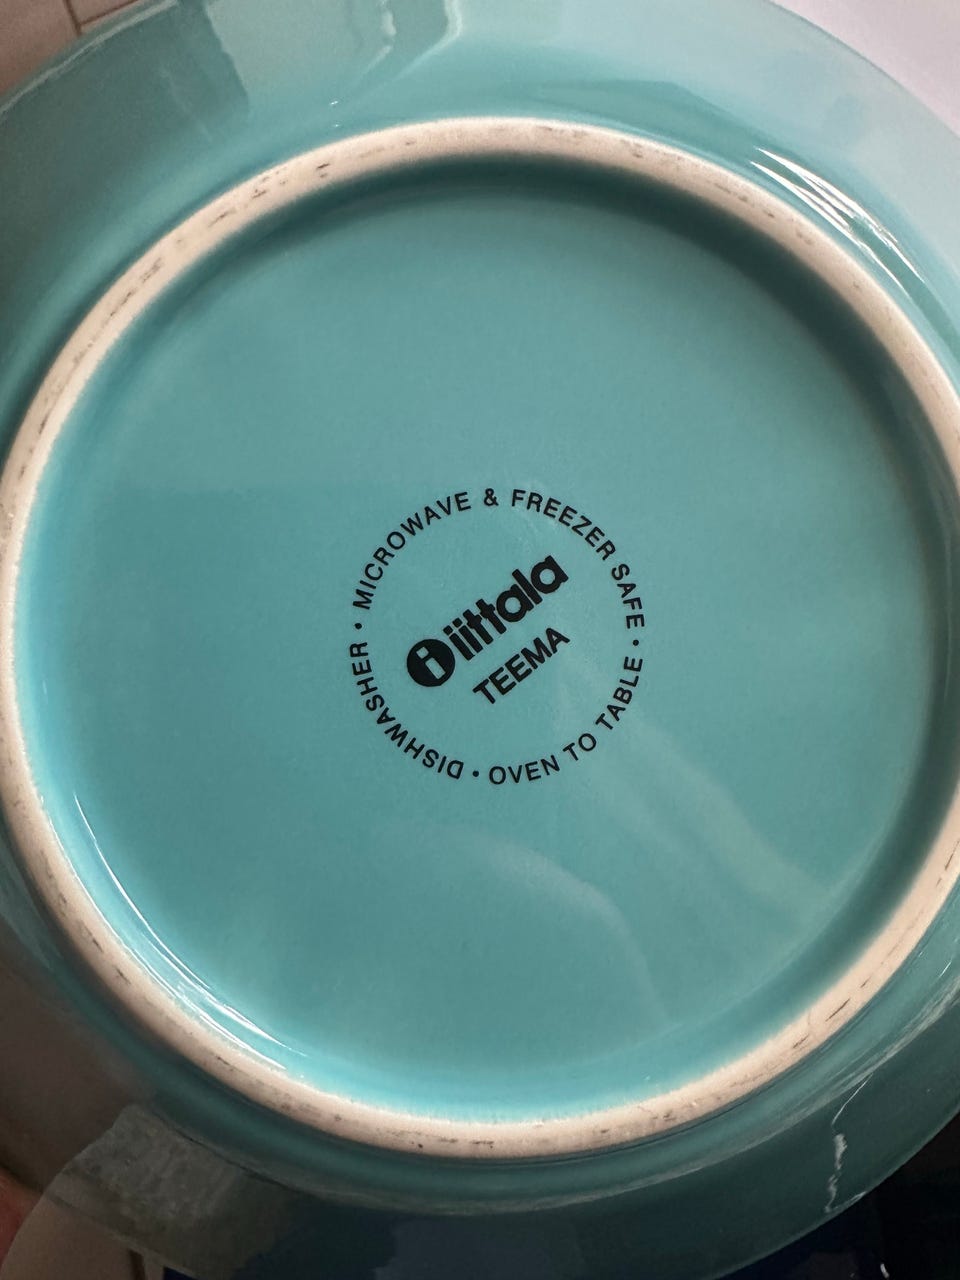 MICROWAVE & FREEZER SAFE • OVEN TO TABLE • DISHWASHER •
i iittala
TEEMA